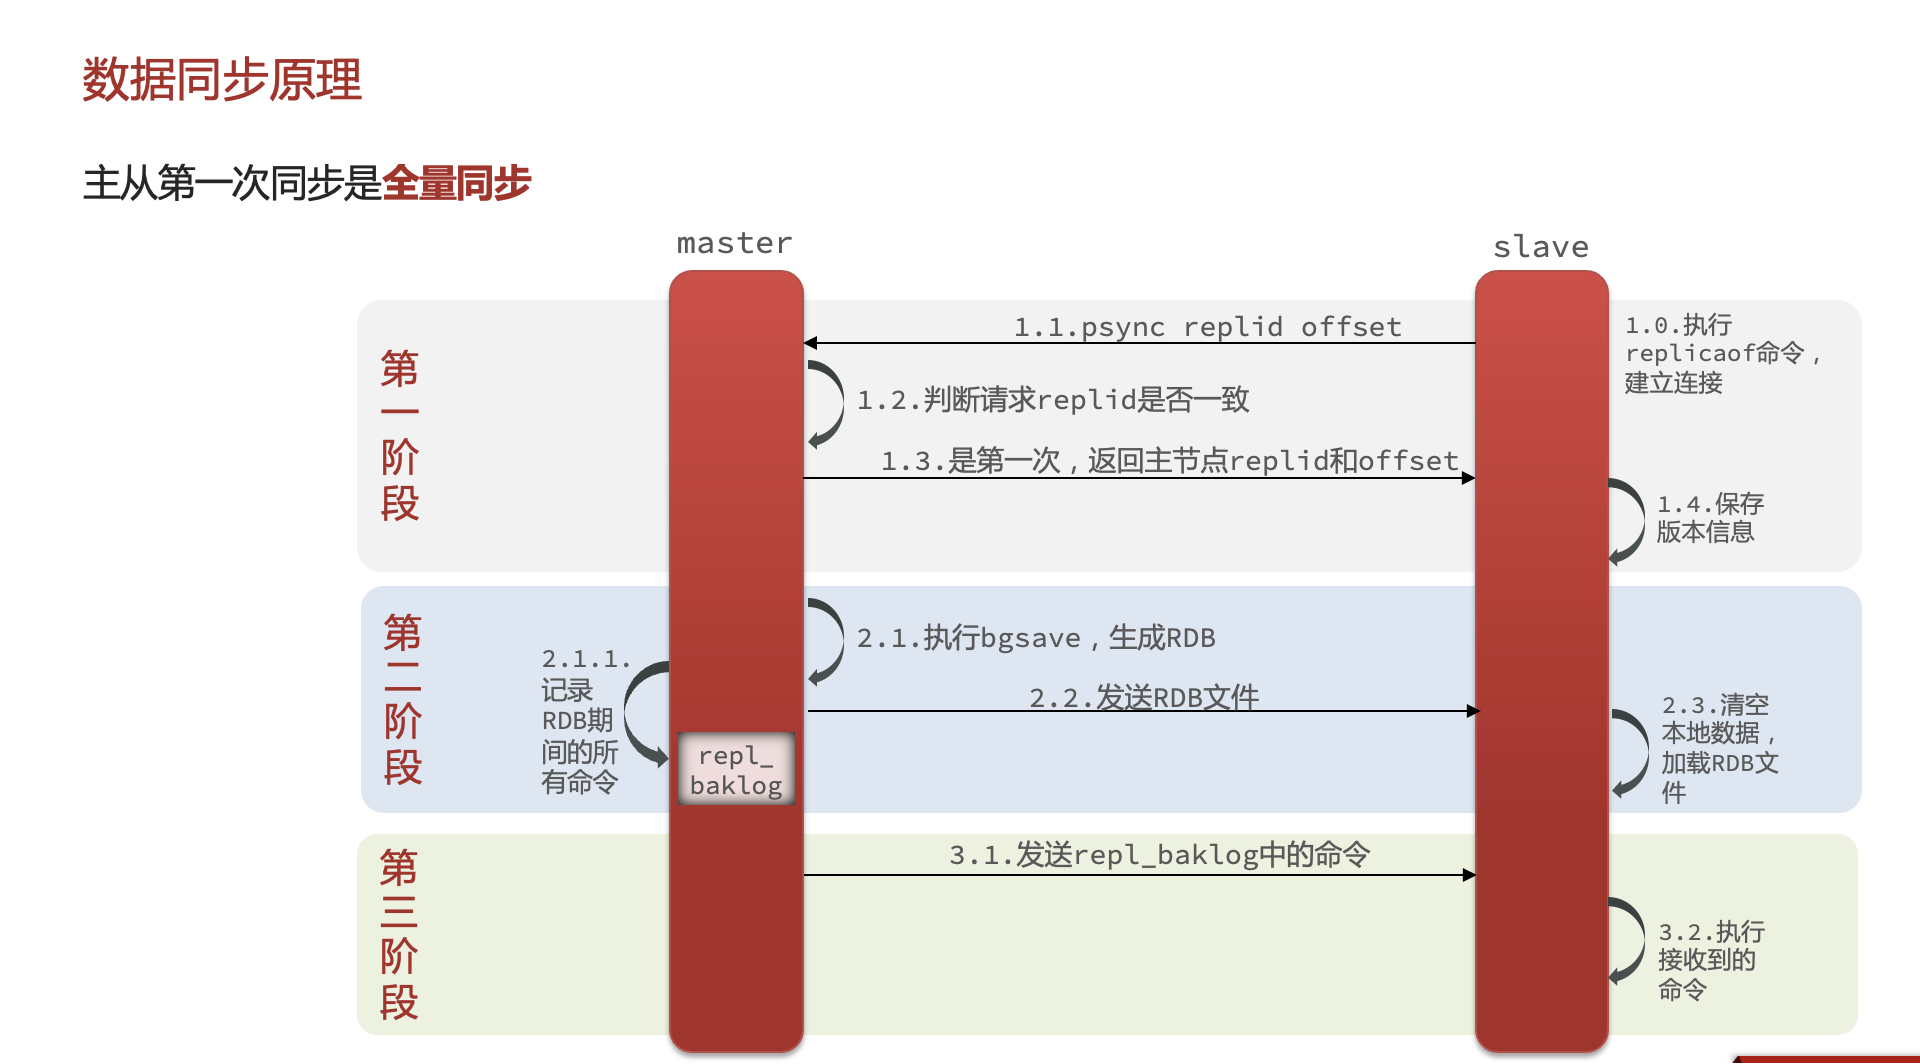 数据同步原理
主从第一次同步是全量同步
master
slave
第
一
阶
段
1.1.psync replid offset
1.0.执行
replicaof命令，
建立连接
1.2.判断请求replid是否一致
1.3.是第一次，返回主节点replid和offset
1.4.保存
版本信息
第
二
阶
段
2.1.执行bgsave，生成RDB
2.1.1.
记录
RDB期
间的所
有命令
2.2.发送RDB文件
repl_
baklog
2.3.清空
本地数据，
加载RDB文
件
第
三
阶
段
3.1.发送repl_baklog中的命令
3.2.执行
接收到的
命令